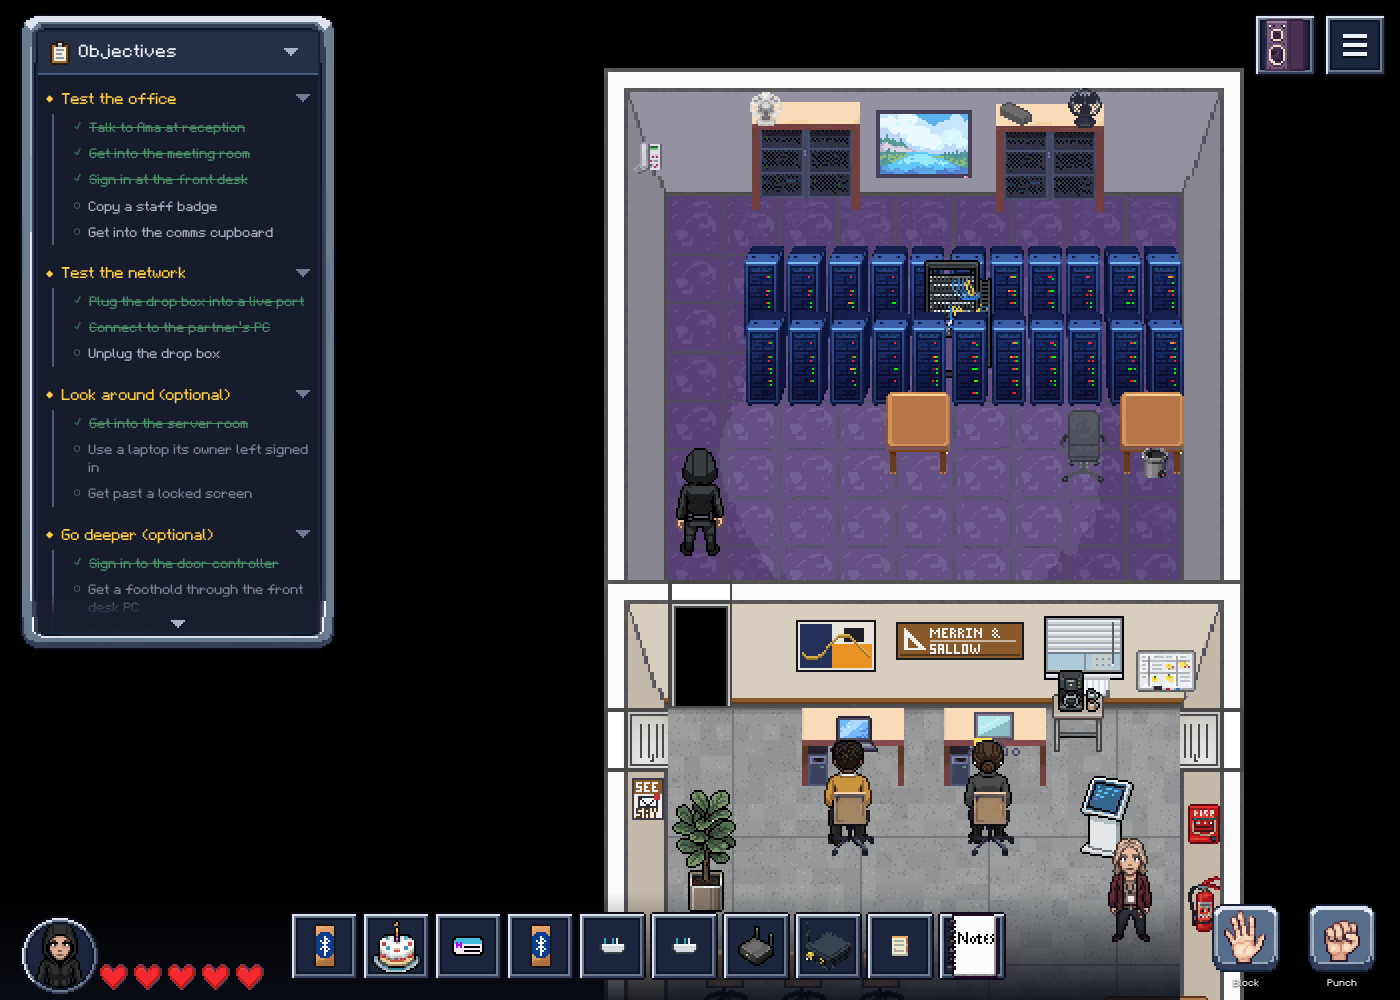 Objectives
Test the office
Talk to Ama at reception
Get into the meeting room
Sign in at the front desk
Copy a staff badge
Get into the comms cupboard
Test the network
Plug the drop box into a live port
Connect to the partner's PC
Unplug the drop box
Look around (optional)
Get into the server room
Use a laptop its owner left signed
in
Get past a locked screen
Go deeper (optional)
Sign in to the door controller
Get a foothold through the front
desk PC
MERRIN &
SALLOW
SEE
FIRE
Notes
Block
Punch